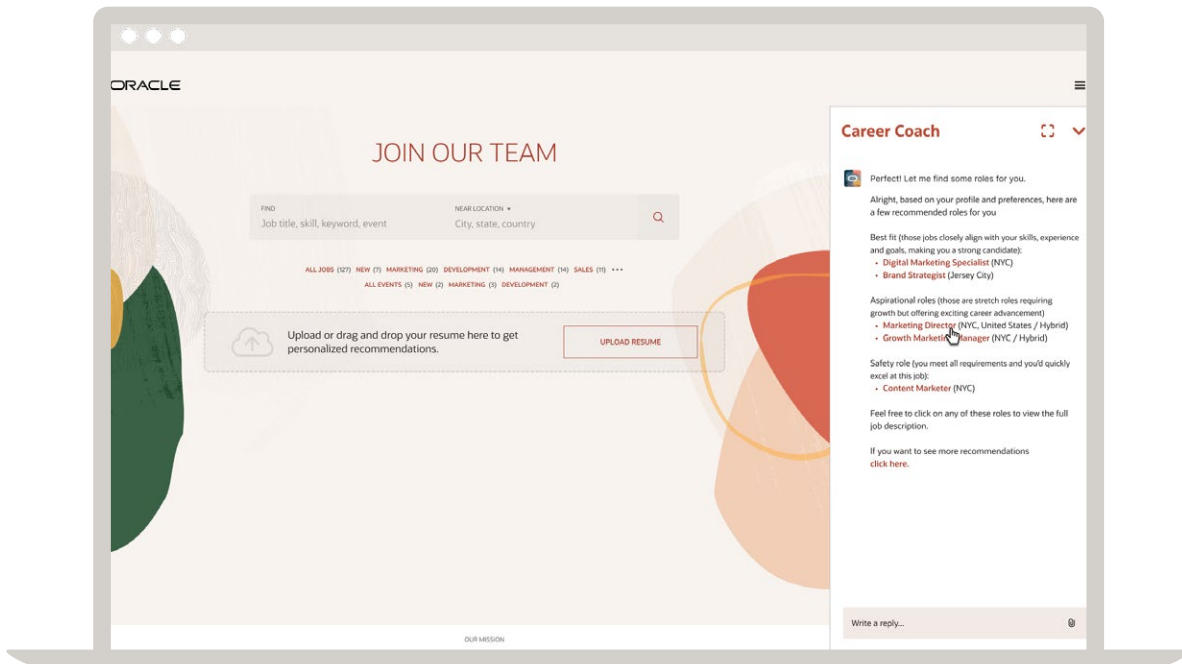 ORACLE
JOIN OUR TEAM
FIND
Job title, skill, keyword, event
NEAR LOCATION
City, state, country
ALL JOBS (127) NEW (7) MARKETING (20) DEVELOPMENT (14) MANAGEMENT (14) SALES (11) •••
ALL EVENTS (5) NEW (2) MARKETING (3) DEVELOPMENT (2)
Upload or drag and drop your resume here to get
personalized recommendations.
UPLOAD RESUME
OUR MISSION
Career Coach
Perfect! Let me find some roles for you.
Alright, based on your profile and preferences, here are
a few recommended roles for you
Best fit (those jobs closely align with your skills, experience
and goals, making you a strong candidate):
• Digital Marketing Specialist (NYC)
• Brand Strategist (Jersey City)
Aspirational roles (those are stretch roles requiring
growth but offering exciting career advancement)
• Marketing Director (NYC, United States / Hybrid)
• Growth Marketing Manager (NYC / Hybrid)
Safety role (you meet all requirements and you'd quickly
excel at this job):
• Content Marketer (NYC)
Feel free to click on any of these roles to view the full
job description.
If you want to see more recommendations
click here.
Write a reply...